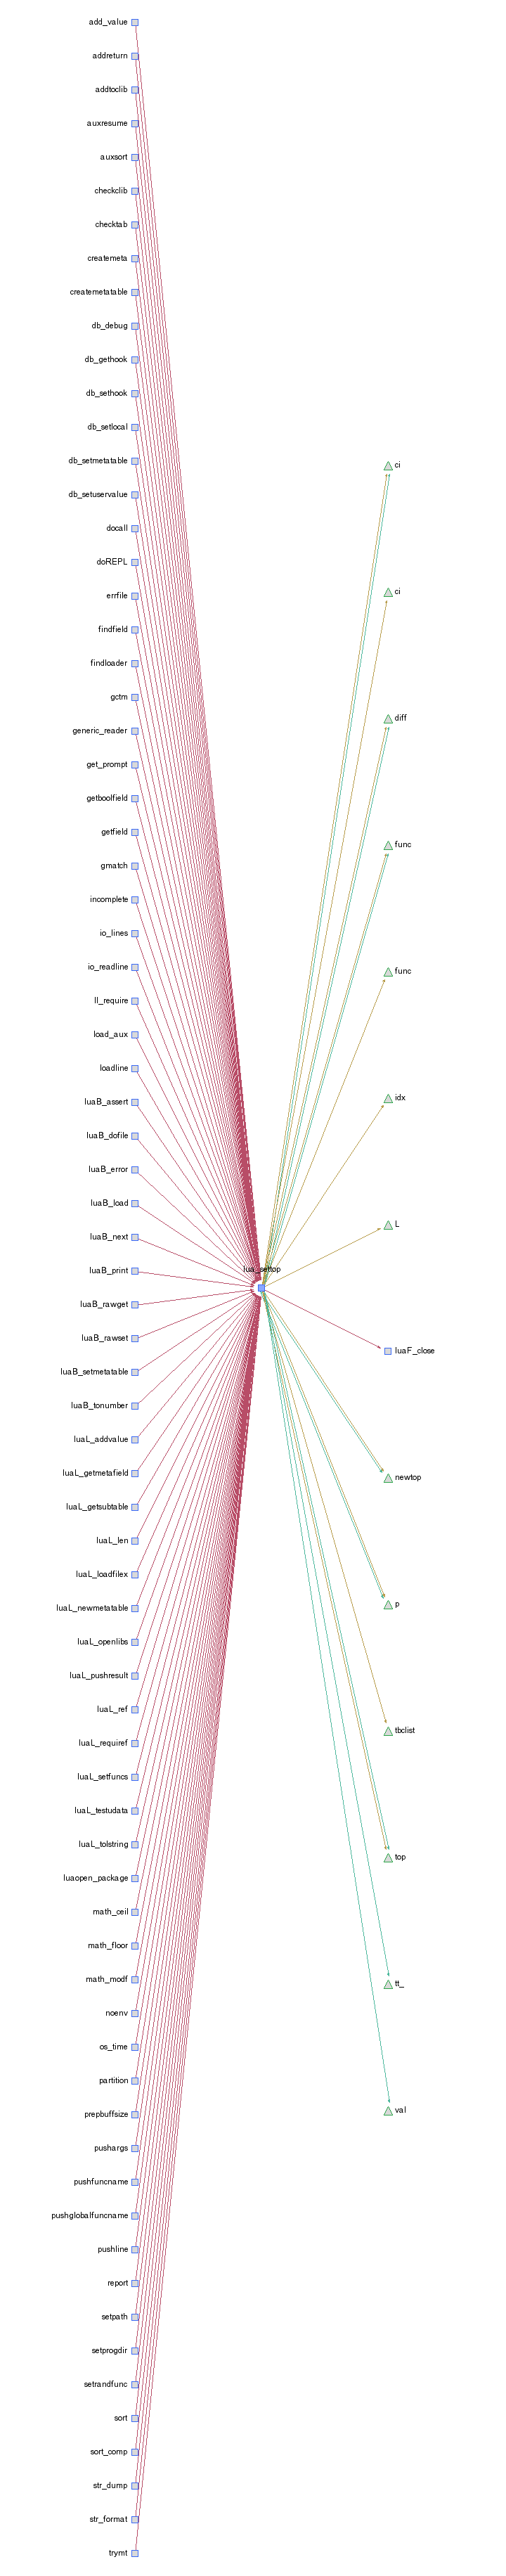 add_value
addreturn
addtoclib
auxresume
auxsort
checkclib
checktab
createmeta
createmetatable
db_debug
db_gethook
db_sethook
db_setlocal
db_setmetatable
db_setuservalue
docall
doREPL
errfile
findfield
findloader
gctm
generic_reader
get_prompt
getboolfield
getfield
gmatch
incomplete
io_lines
io_readline
ll_require
load_aux
loadline
luaB_assert
luaB_dofile
luaB_error
luaB_load
luaB_next
luaB_print
luaB_rawget
luaB_rawset
luaB_setmetatable
luaB_tonumber
luaL_addvalue
luaL_getmetafield
luaL_getsubtable
luaL_len
luaL_loadfilex
luaL_newmetatable
luaL_openlibs
luaL_pushresult
luaL_ref
luaL_requiref
luaL_setfuncs
luaL_testudata
luaL_tolstring
luaopen_package
math_ceil
math_floor
math_modf
noenv
os_time
partition
prepbuffsize
pushargs
pushfuncname
pushglobalfuncname
pushline
report
setpath
setprogdir
setrandfunc
sort
sort_comp
str_dump
str_format
trymt
lua_settop
ci
ci
diff
func
func
idx
L
luaF_close
newtop
p
tbclist
top
tt_
val